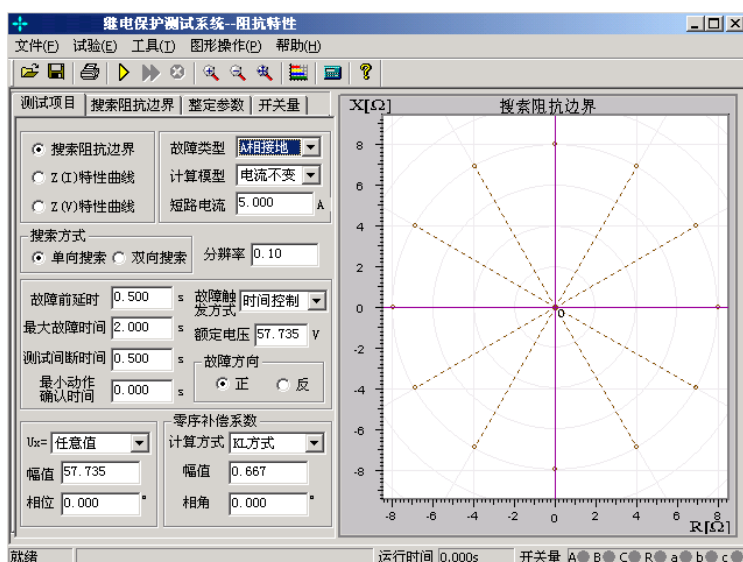 继电保护测试系统--阻抗特性
文件(F) 试验(E) 工具(T) 图形操作(P) 帮助(H)
测试项目 搜索阻抗边界 整定参数 开关量
搜索阻抗边界
Z(I)特性曲线
Z(V)特性曲线
故障类型 A相接地
计算模型 电流不变
短路电流 5.000 A
搜索方式
单向搜索 双向搜索 分辨率 0.10
故障前延时 0.500 s
最大故障时间 2.000 s
测试间断时间 0.500 s
最小动作
确认时间 0.000 s
故障触
发方式 时间控制
额定电压 57.735 V
故障方向
正 反
Ux= 任意值
幅值 57.735
相位 0.000 °
零序补偿系数
计算方式 KL方式
幅值 0.667
相角 0.000 °
X[Ω] 搜索阻抗边界
8
6
4
2
0
-2
-4
-6
-8
0
-8 -6 -4 -2 0 2 4 6 8
R[Ω]
就绪 运行时间 0.000s 开关量 A B C R a b c